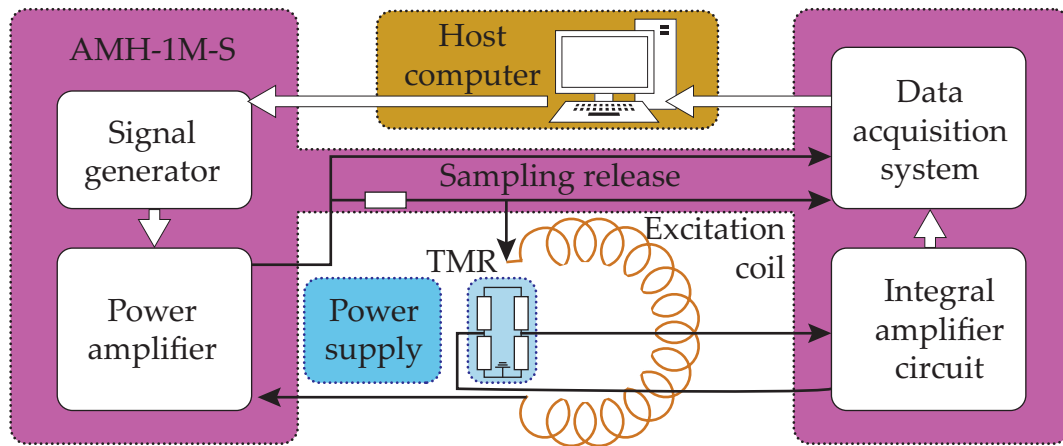 AMH-1M-S
Host
computer
Signal
generator
Data
acquisition
system
Sampling release
Excitation
coil
TMR
Power
supply
Power
amplifier
Integral
amplifier
circuit